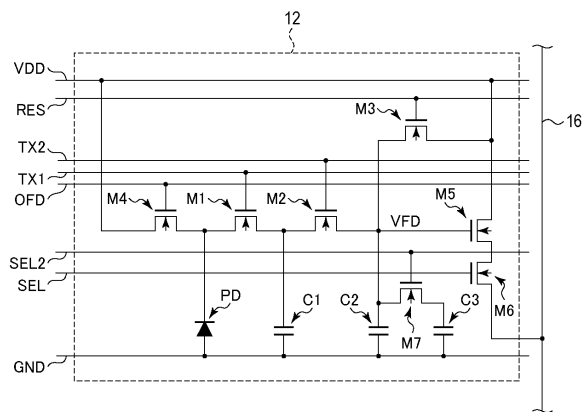 12
VDD
RES
M3
16
TX2
TX1
OFD
M4
M1
M2
VFD
M5
SEL2
SEL
PD
C1
C2
M7
C3
M6
GND